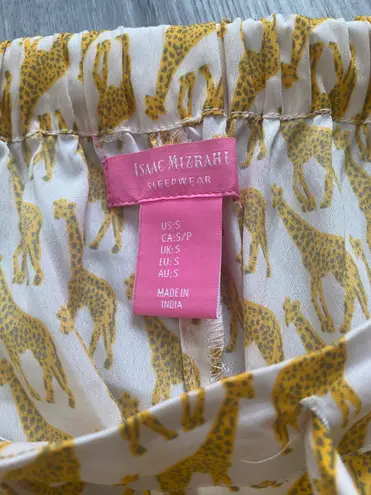 ISAAC MIZRAHI
SLEEPWEAR
US:S
CA:S/P
UK:S
EU:S
AU:S
MADE IN
INDIA